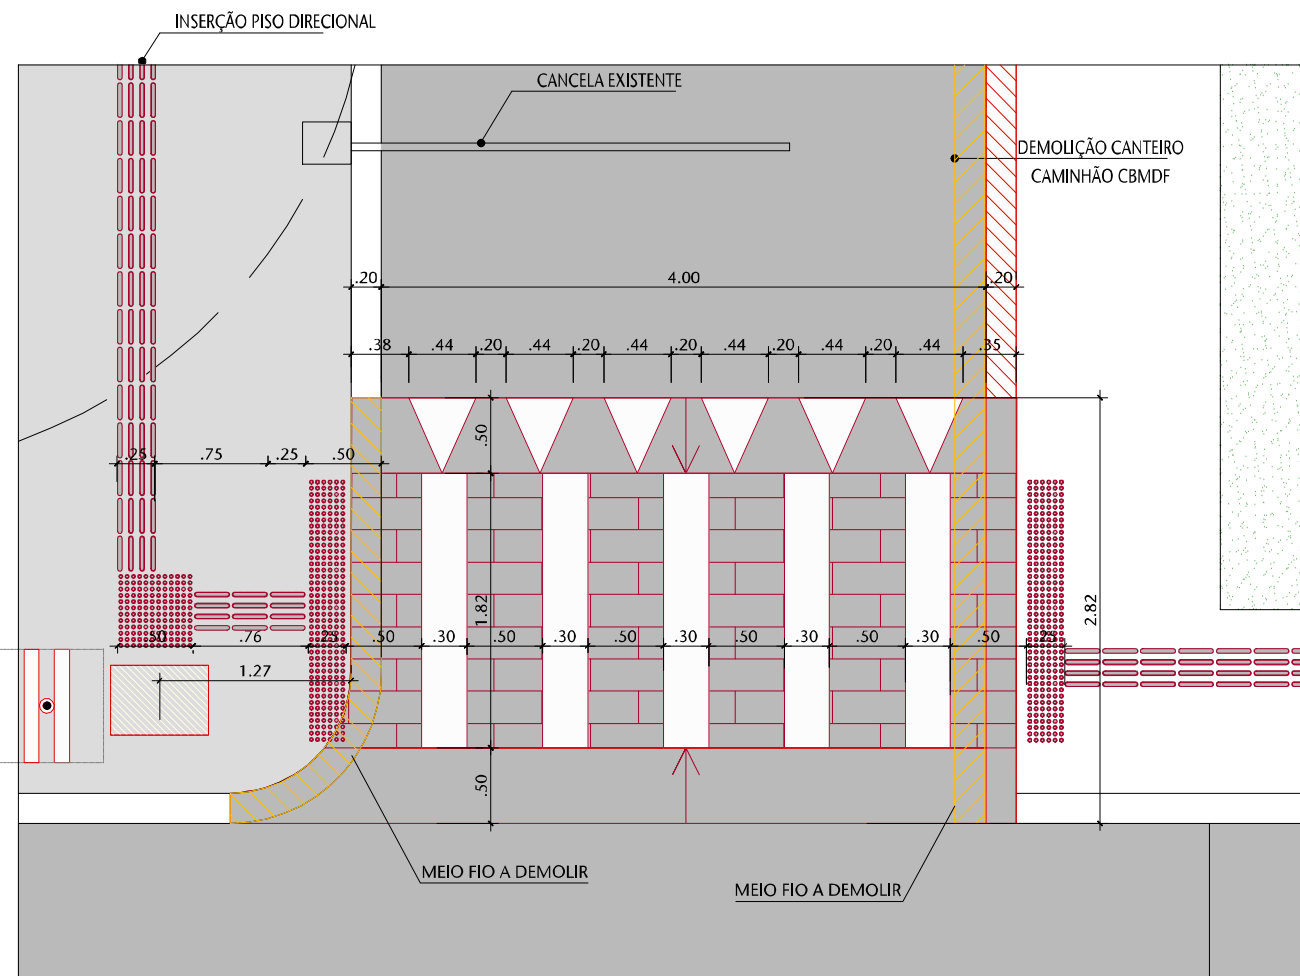 INSERÇÃO PISO DIRECIONAL
CANCELA EXISTENTE
DEMOLIÇÃO CANTEIRO
CAMINHÃO CBMDF
.20 4.00 .20
.38 .44 .20 .44 .20 .44 .20 .44 .20 .44 .20 .44 .35
.50
.25 .75 .25 .50
1.82
2.82
.50 .76 .25 .50 .30 .50 .30 .50 .30 .50 .30 .50 .30 .50 .25
1.27
.50
MEIO FIO A DEMOLIR
MEIO FIO A DEMOLIR